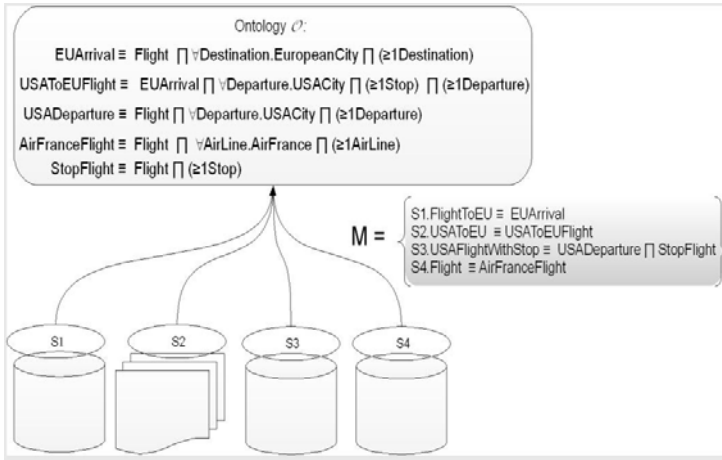 Ontology 𝒪:
EUArrival ≡ Flight ∏ ∀Destination.EuropeanCity ∏ (≥1Destination)
USAToEUFlight ≡ EUArrival ∏ ∀Departure.USACity ∏ (≥1Stop) ∏ (≥1Departure)
USADeparture ≡ Flight ∏ ∀Departure.USACity ∏ (≥1Departure)
AirFranceFlight ≡ Flight ∏ ∀AirLine.AirFrance ∏ (≥1AirLine)
StopFlight ≡ Flight ∏ (≥1Stop)
M =
S1.FlightToEU ≡ EUArrival
S2.USAToEU ≡ USAToEUFlight
S3.USAFlightWithStop ≡ USADeparture ∏ StopFlight
S4.Flight ≡ AirFranceFlight
S1
S2
S3
S4